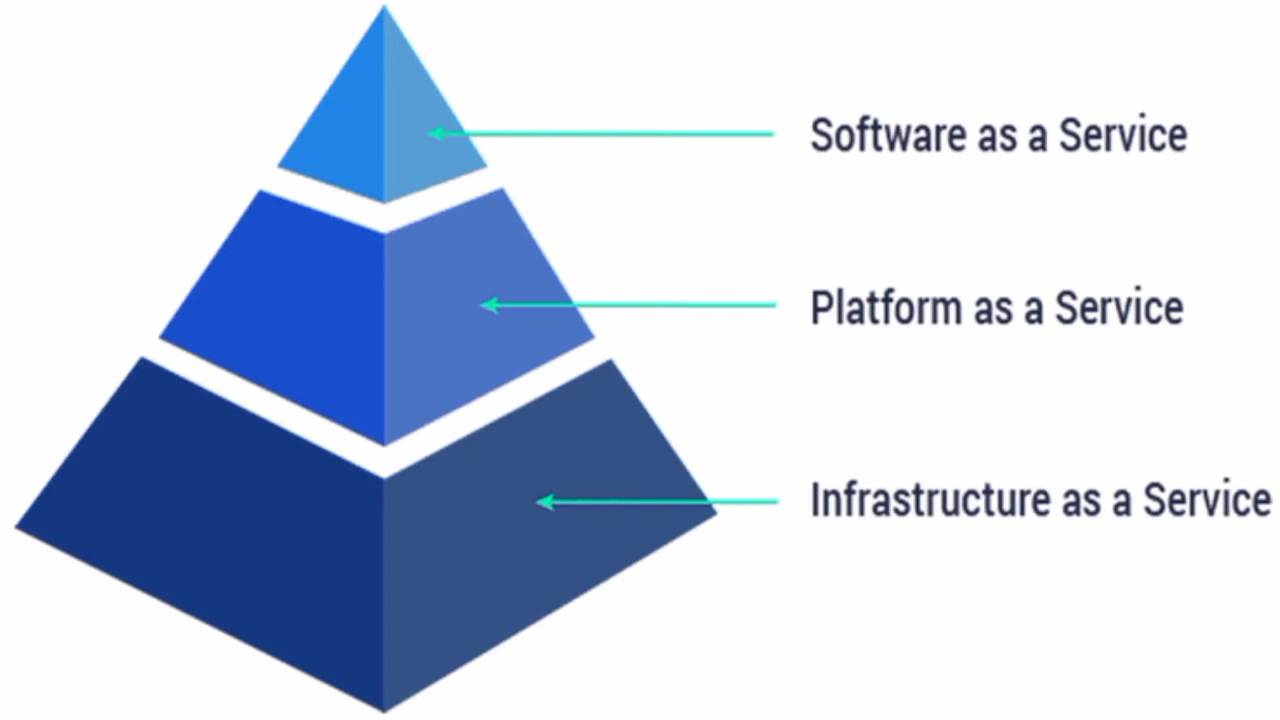 Software as a Service
Platform as a Service
Infrastructure as a Service